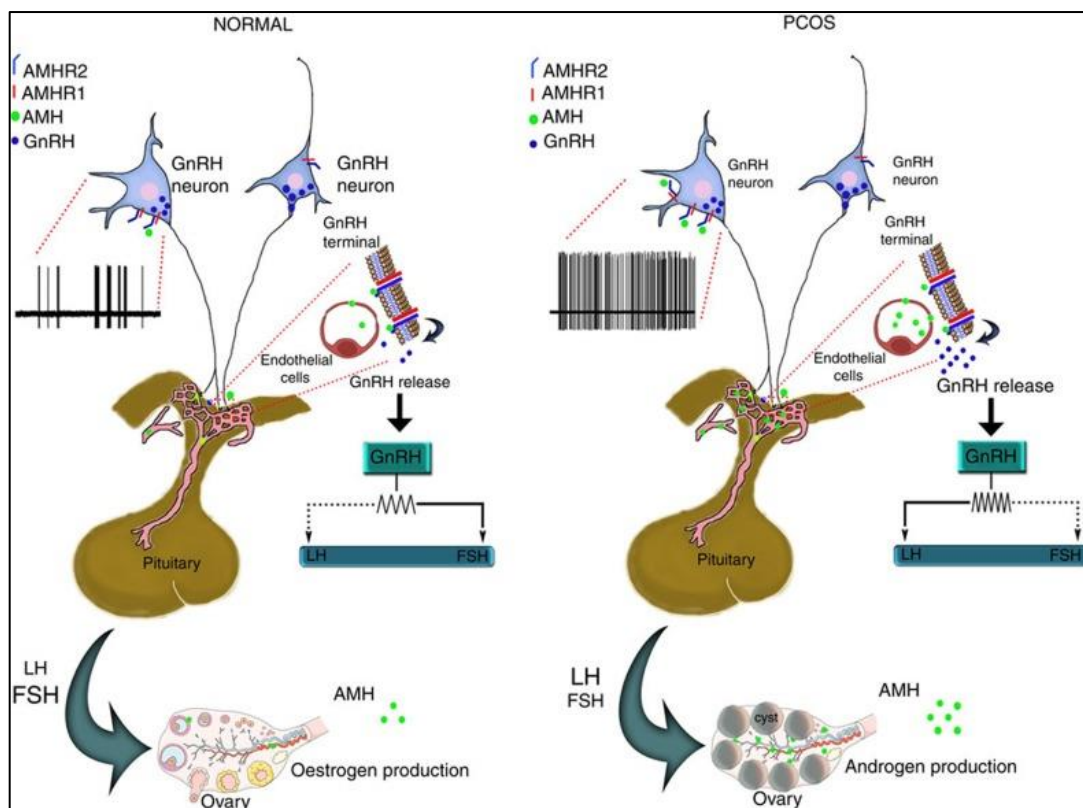 NORMAL
AMHR2
AMHR1
AMH
GnRH
GnRH
neuron
GnRH
neuron
GnRH
terminal
Endothelial
cells
GnRH release
GnRH
LH
FSH
Pituitary
LH
FSH
AMH
Oestrogen production
Ovary
PCOS
AMHR2
AMHR1
AMH
GnRH
GnRH
neuron
GnRH
neuron
GnRH
terminal
Endothelial
cells
GnRH release
GnRH
LH
FSH
Pituitary
LH
FSH
AMH
cyst
Androgen production
Ovary